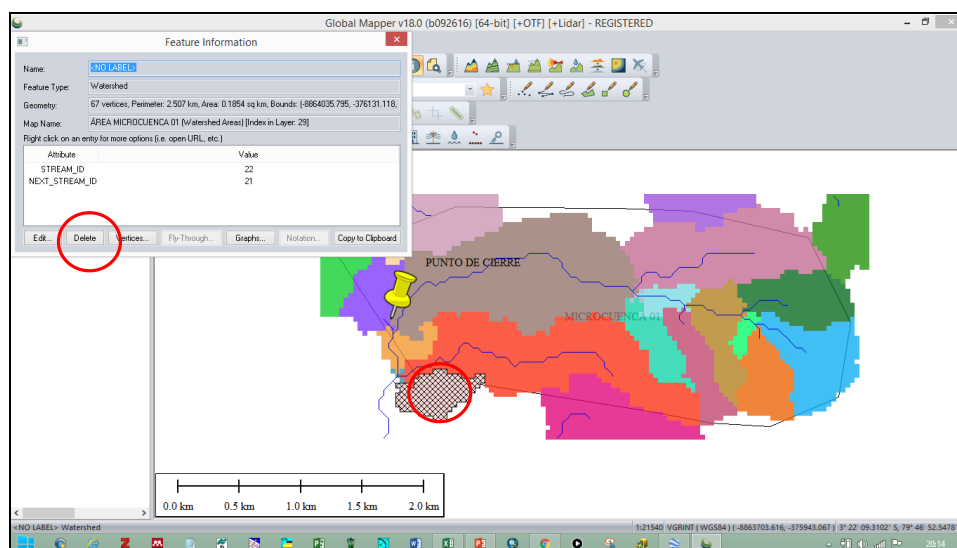 Global Mapper v18.0 (b092616) [64-bit] [+OTF] [+Lidar] - REGISTERED
Feature Information
Name: <NO LABEL>
Feature Type: Watershed
Geometry: 67 vertices, Perimeter: 2.507 km, Area: 0.1854 sq km, Bounds: (-8864035.795, -376131.118,
Map Name: ÁREA MICROCUENCA 01 (Watershed Areas) [Index in Layer: 29]
Right click on an entry for more options (i.e. open URL, etc.)
Attribute Value
STREAM_ID 22
NEXT_STREAM_ID 21
Edit... Delete Vertices... Fly-Through... Graphs... Notation... Copy to Clipboard
PUNTO DE CIERRE
MICROCUENCA 01
0.0 km 0.5 km 1.0 km 1.5 km 2.0 km
<NO LABEL> Watershed
1:21540 VGRINT ( WGS84 ) ( -8863703.616, -375943.067 ) 3° 22' 09.3102" S, 79° 46' 52.5478"
20:14